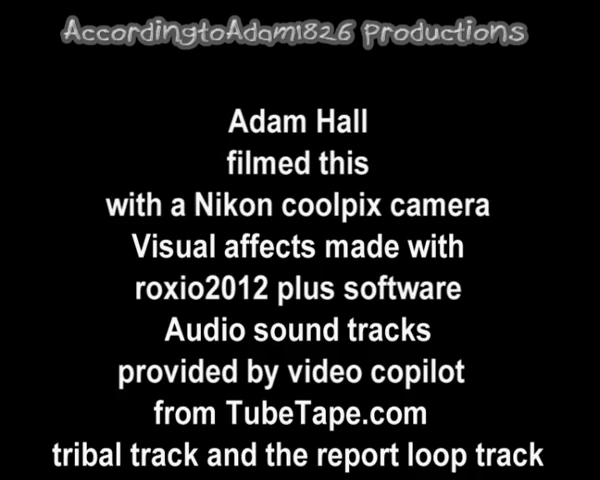 AccordingtoAdam1826 Productions
Adam Hall
filmed this
with a Nikon coolpix camera
Visual affects made with
roxio2012 plus software
Audio sound tracks
provided by video copilot
from TubeTape.com
tribal track and the report loop track